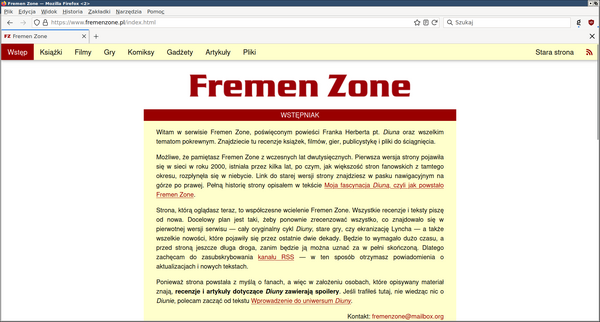 Fremen Zone — Mozilla Firefox <2>
Plik Edycja Widok Historia Zakładki Narzędzia Pomoc
https://www.fremenzone.pl/index.html Szukaj
FZ Fremen Zone
Wstęp Książki Filmy Gry Komiksy Gadżety Artykuły Pliki Stara strona
Fremen Zone
WSTĘPNIAK
Witam w serwisie Fremen Zone, poświęconym powieści Franka Herberta pt. Diuna oraz wszelkim
tematom pokrewnym. Znajdziecie tu recenzje książek, filmów, gier, publicystykę i pliki do ściągnięcia.
Możliwe, że pamiętasz Fremen Zone z wczesnych lat dwutysięcznych. Pierwsza wersja strony pojawiła
się w sieci w roku 2000, istniała przez kilka lat, po czym, jak większość stron fanowskich z tamtego
okresu, rozpłynęła się w niebycie. Link do starej wersji strony znajdziesz w pasku nawigacyjnym na
górze po prawej. Pełną historię strony opisałem w tekście Moja fascynacja Diuną, czyli jak powstało
Fremen Zone.
Strona, którą oglądasz teraz, to współczesne wcielenie Fremen Zone. Wszystkie recenzje i teksty piszę
od nowa. Docelowy plan jest taki, żeby ponownie zrecenzować wszystko, co znajdowało się w
pierwotnej wersji serwisu — cały oryginalny cykl Diuny, stare gry, czy ekranizację Lyncha — a także
wszelkie nowości, które pojawiły się przez ostatnie dwie dekady. Będzie to wymagało dużo czasu, a
przed stroną jeszcze długa droga, zanim będzie ją można uznać za w pełni skończoną. Dlatego
zachęcam do zasubskrybowania kanału RSS — w ten sposób otrzymasz powiadomienia o
aktualizacjach i nowych tekstach.
Ponieważ strona powstała z myślą o fanach, a więc w założeniu osobach, które opisywany materiał
znają, recenzje i artykuły dotyczące Diuny zawierają spoilery. Jeśli trafiłeś tutaj, nie wiedząc nic o
Diunie, polecam zacząć od tekstu Wprowadzenie do uniwersum Diuny.
Kontakt: fremenzone@mailbox.org